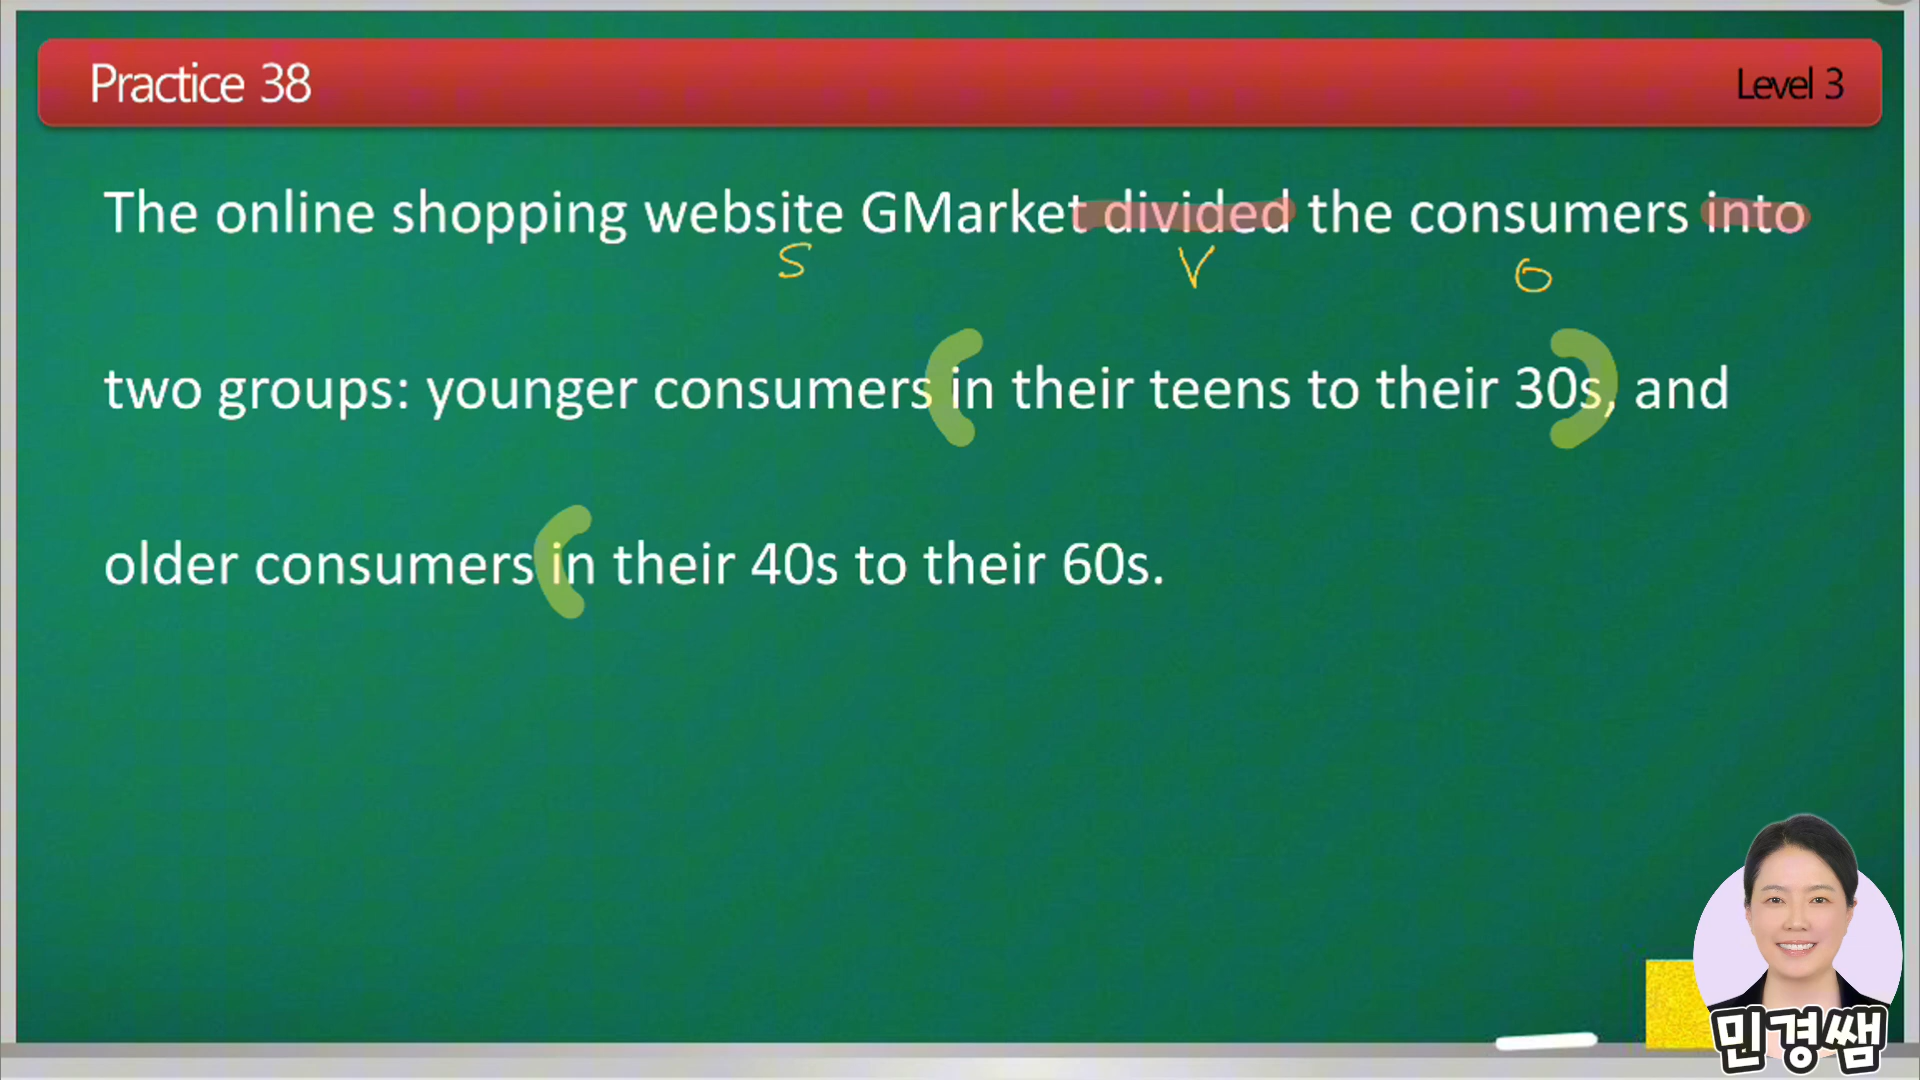 Practice 38
Level 3
The online shopping website GMarket divided the consumers into
S V O
two groups: younger consumers ( in their teens to their 30s), and
older consumers ( in their 40s to their 60s.
민경쌤